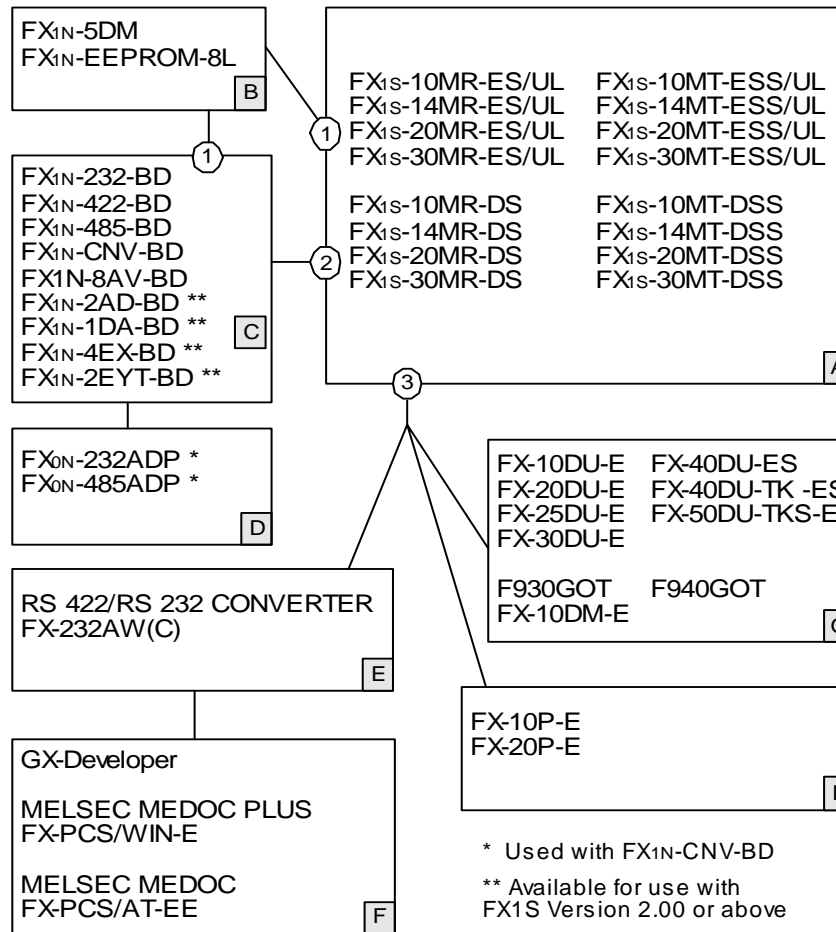 FX1N-5DM
FX1N-EEPROM-8L
B
1
FX1N-232-BD
FX1N-422-BD
FX1N-485-BD
FX1N-CNV-BD
FX1N-8AV-BD
FX1N-2AD-BD **
FX1N-1DA-BD **
FX1N-4EX-BD **
FX1N-2EYT-BD **
C
FX0N-232ADP *
FX0N-485ADP *
D
1
2
FX1S-10MR-ES/UL FX1S-10MT-ESS/UL
FX1S-14MR-ES/UL FX1S-14MT-ESS/UL
FX1S-20MR-ES/UL FX1S-20MT-ESS/UL
FX1S-30MR-ES/UL FX1S-30MT-ESS/UL
FX1S-10MR-DS FX1S-10MT-DSS
FX1S-14MR-DS FX1S-14MT-DSS
FX1S-20MR-DS FX1S-20MT-DSS
FX1S-30MR-DS FX1S-30MT-DSS
A
3
FX-10DU-E FX-40DU-ES
FX-20DU-E FX-40DU-TK -ES
FX-25DU-E FX-50DU-TKS-E
FX-30DU-E
F930GOT F940GOT
FX-10DM-E
RS 422/RS 232 CONVERTER
FX-232AW(C)
E
FX-10P-E
FX-20P-E
GX-Developer
MELSEC MEDOC PLUS
FX-PCS/WIN-E
MELSEC MEDOC
FX-PCS/AT-EE
F
* Used with FX1N-CNV-BD
** Available for use with
FX1S Version 2.00 or above